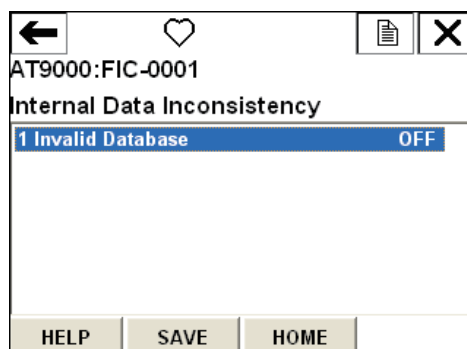 AT9000:FIC-0001
Internal Data Inconsistency
1 Invalid Database OFF
HELP SAVE HOME